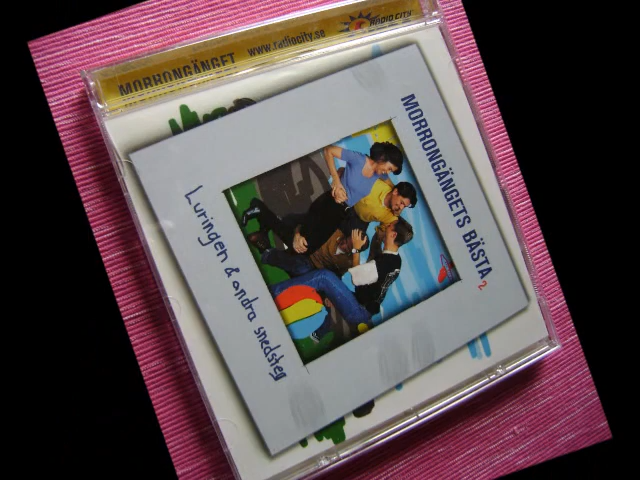 MORRONGÄNGET www.radiocity.se RADIO CITY
MORRONGÄNGETS BÄSTA 2
Luringen & andra snedsteg